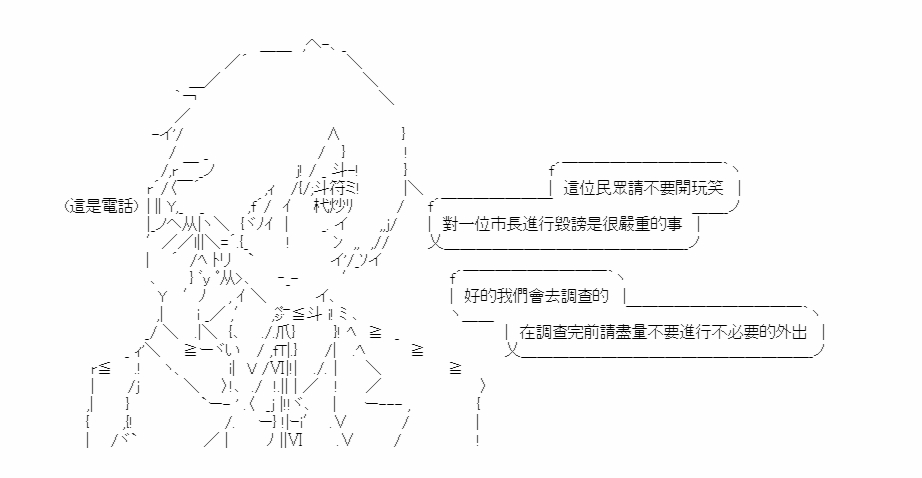 這位民眾請不要開玩笑
(這是電話)
對一位市長進行毀謗是很嚴重的事
好的我們會去調查的
在調查完前請盡量不要進行不必要的外出